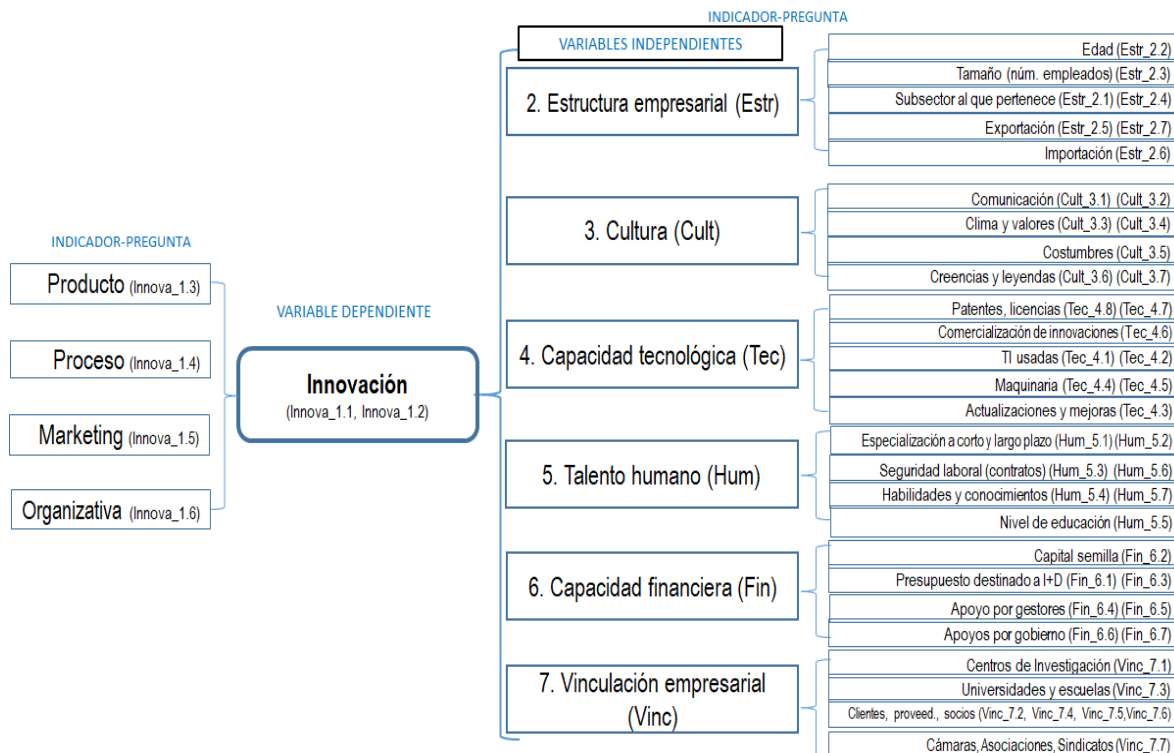 INDICADOR-PREGUNTA
VARIABLES INDEPENDIENTES
2. Estructura empresarial (Estr)
Edad (Estr_2.2)
Tamaño (núm. empleados) (Estr_2.3)
Subsector al que pertenece (Estr_2.1) (Estr_2.4)
Exportación (Estr_2.5) (Estr_2.7)
Importación (Estr_2.6)
3. Cultura (Cult)
Comunicación (Cult_3.1) (Cult_3.2)
Clima y valores (Cult_3.3) (Cult_3.4)
Costumbres (Cult_3.5)
Creencias y leyendas (Cult_3.6) (Cult_3.7)
INDICADOR-PREGUNTA
Producto (Innova_1.3)
Proceso (Innova_1.4)
Marketing (Innova_1.5)
Organizativa (Innova_1.6)
VARIABLE DEPENDIENTE
Innovación
(Innova_1.1, Innova_1.2)
4. Capacidad tecnológica (Tec)
Patentes, licencias (Tec_4.8) (Tec_4.7)
Comercialización de innovaciones (Tec_4.6)
TI usadas (Tec_4.1) (Tec_4.2)
Maquinaria (Tec_4.4) (Tec_4.5)
Actualizaciones y mejoras (Tec_4.3)
5. Talento humano (Hum)
Especialización a corto y largo plazo (Hum_5.1) (Hum_5.2)
Seguridad laboral (contratos) (Hum_5.3) (Hum_5.6)
Habilidades y conocimientos (Hum_5.4) (Hum_5.7)
Nivel de educación (Hum_5.5)
6. Capacidad financiera (Fin)
Capital semilla (Fin_6.2)
Presupuesto destinado a I+D (Fin_6.1) (Fin_6.3)
Apoyo por gestores (Fin_6.4) (Fin_6.5)
Apoyos por gobierno (Fin_6.6) (Fin_6.7)
7. Vinculación empresarial
(Vinc)
Centros de Investigación (Vinc_7.1)
Universidades y escuelas (Vinc_7.3)
Clientes, proveed., socios (Vinc_7.2, Vinc_7.4, Vinc_7.5,Vinc_7.6)
Cámaras, Asociaciones, Sindicatos (Vinc_7.7)